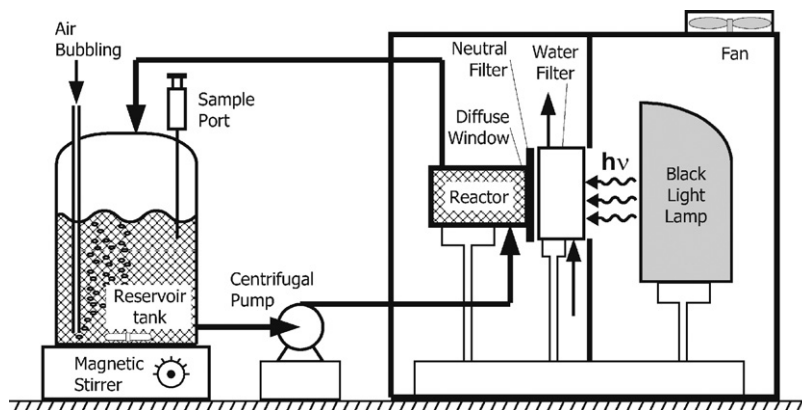 Air
Bubbling
Sample
Port
Neutral
Filter
Water
Filter
Fan
Diffuse
Window
hν
Reactor
Black
Light
Lamp
Centrifugal
Pump
Reservoir
tank
Magnetic
Stirrer